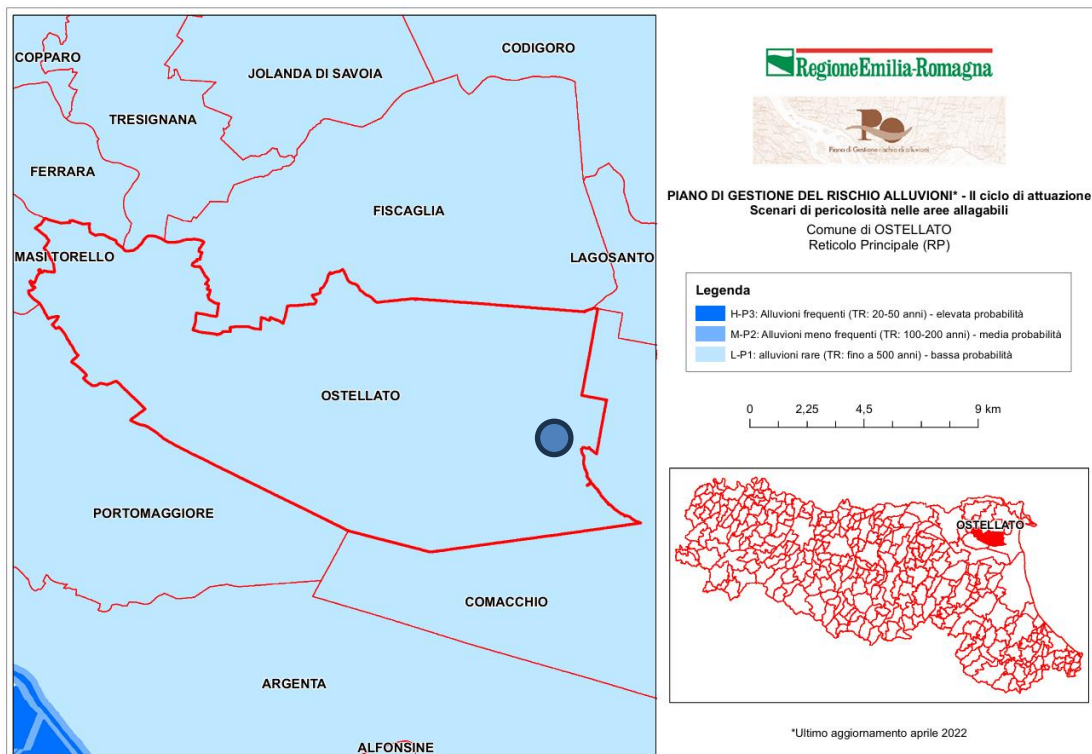 COPPARO
JOLANDA DI SAVOIA
CODIGORO
TRESIGNANA
FERRARA
FISCAGLIA
MASI TORELLO
LAGOSANTO
OSTELLATO
PORTOMAGGIORE
COMACCHIO
ARGENTA
ALFONSINE
RegioneEmilia-Romagna
PO
Piano di Gestione rischio di alluvioni
PIANO DI GESTIONE DEL RISCHIO ALLUVIONI* - II ciclo di attuazione
Scenari di pericolosità nelle aree allagabili
Comune di OSTELLATO
Reticolo Principale (RP)
Legenda
H-P3: Alluvioni frequenti (TR: 20-50 anni) - elevata probabilità
M-P2: Alluvioni meno frequenti (TR: 100-200 anni) - media probabilità
L-P1: alluvioni rare (TR: fino a 500 anni) - bassa probabilità
0 2,25 4,5 9 km
OSTELLATO
*Ultimo aggiornamento aprile 2022